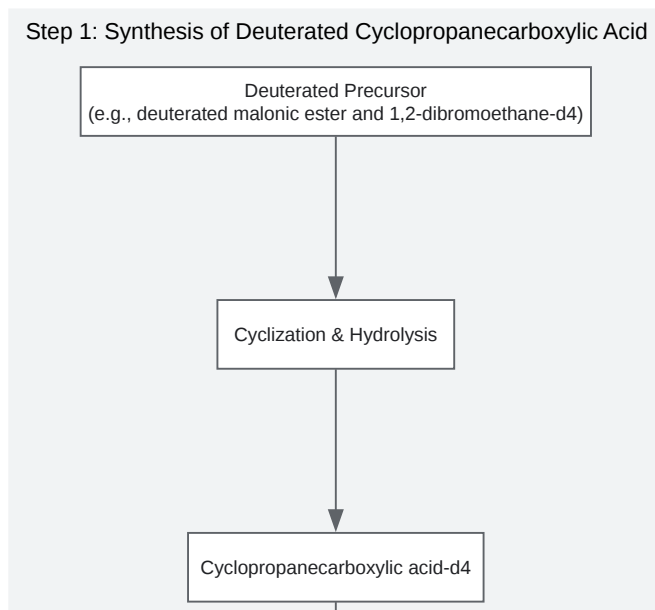 Step 1: Synthesis of Deuterated Cyclopropanecarboxylic Acid
Deuterated Precursor
(e.g., deuterated malonic ester and 1,2-dibromoethane-d4)
Cyclization & Hydrolysis
Cyclopropanecarboxylic acid-d4